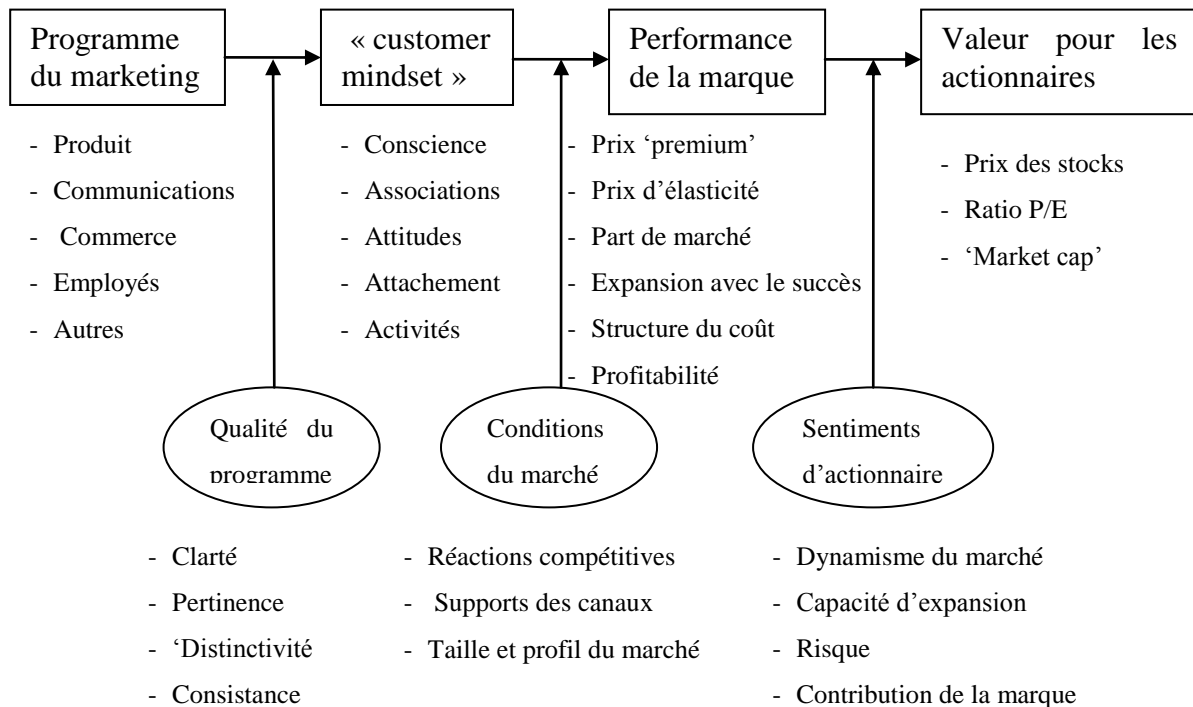 Programme
du marketing
« customer
mindset »
Performance
de la marque
Valeur pour les
actionnaires
- Produit
- Communications
- Commerce
- Employés
- Autres
- Conscience
- Associations
- Attitudes
- Attachement
- Activités
- Prix ‘premium’
- Prix d’élasticité
- Part de marché
- Expansion avec le succès
- Structure du coût
- Profitabilité
- Prix des stocks
- Ratio P/E
- ‘Market cap’
Qualité du
programme
Conditions
du marché
Sentiments
d’actionnaire
- Clarté
- Pertinence
- ‘Distinctivité
- Consistance
- Réactions compétitives
- Supports des canaux
- Taille et profil du marché
- Dynamisme du marché
- Capacité d’expansion
- Risque
- Contribution de la marque